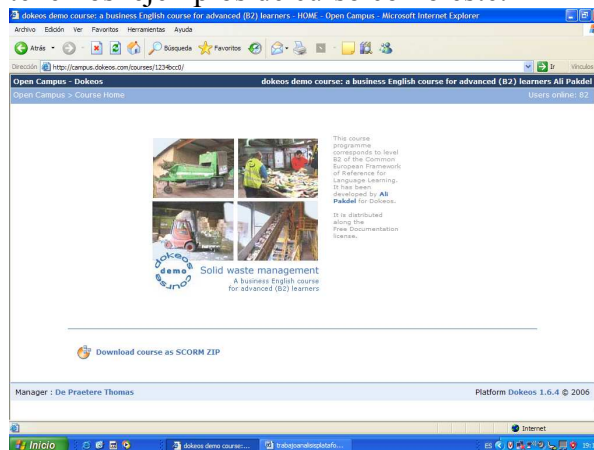 dokeos demo course: a business English course for advanced (B2) learners - HOME - Open Campus - Microsoft Internet Explorer
Archivo Edición Ver Favoritos Herramientas Ayuda
Atrás Búsqueda Favoritos
Dirección http://campus.dokeos.com/courses/1234bcc0/ Ir Vínculos
Open Campus - Dokeos dokeos demo course: a business English course for advanced (B2) learners Ali Pakdel
Open Campus > Course Home Users online: 82
This course
programme
corresponds to level
B2 of the Common
European Framework
of Reference for
Language Learning.
It has been
developed by Ali
Pakdel for Dokeos.
It is distributed
along the
Free Documentation
license.
dokeos
demo
course
Solid waste management
A business English course
for advanced (B2) learners
Download course as SCORM ZIP
Manager : De Praetere Thomas Platform Dokeos 1.6.4 © 2006
Internet
Inicio dokeos demo course:... trabajoanalisisplatafo... ES